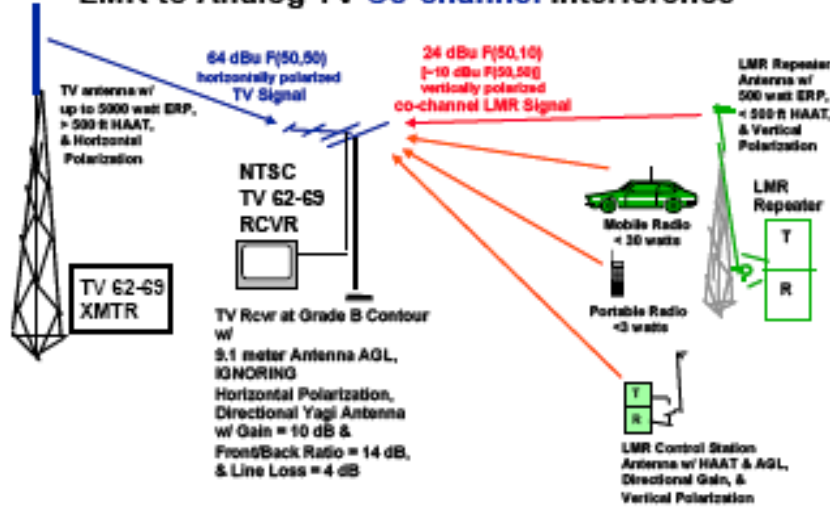 LMR to Analog TV Co-channel Interference
64 dBu F(50,50)
horizontally polarized
TV Signal
24 dBu F(50,10)
[~10 dBu F(50,50)]
vertically polarized
co-channel LMR Signal
TV antenna w/
up to 5000 watt ERP,
> 500 ft HAAT,
& Horizontal
Polarization
LMR Repeater
Antenna w/
500 watt ERP,
< 500 ft HAAT,
& Vertical
Polarization
NTSC
TV 62-69
RCVR
LMR
Repeater
T
R
Mobile Radio
< 30 watts
TV 62-69
XMTR
Portable Radio
<3 watts
TV Rcvr at Grade B Contour
w/
9.1 meter Antenna AGL,
IGNORING
Horizontal Polarization,
Directional Yagi Antenna
w/ Gain = 10 dB &
Front/Back Ratio = 14 dB,
& Line Loss = 4 dB
T
R
LMR Control Station
Antenna w/ HAAT & AGL,
Directional Gain, &
Vertical Polarization